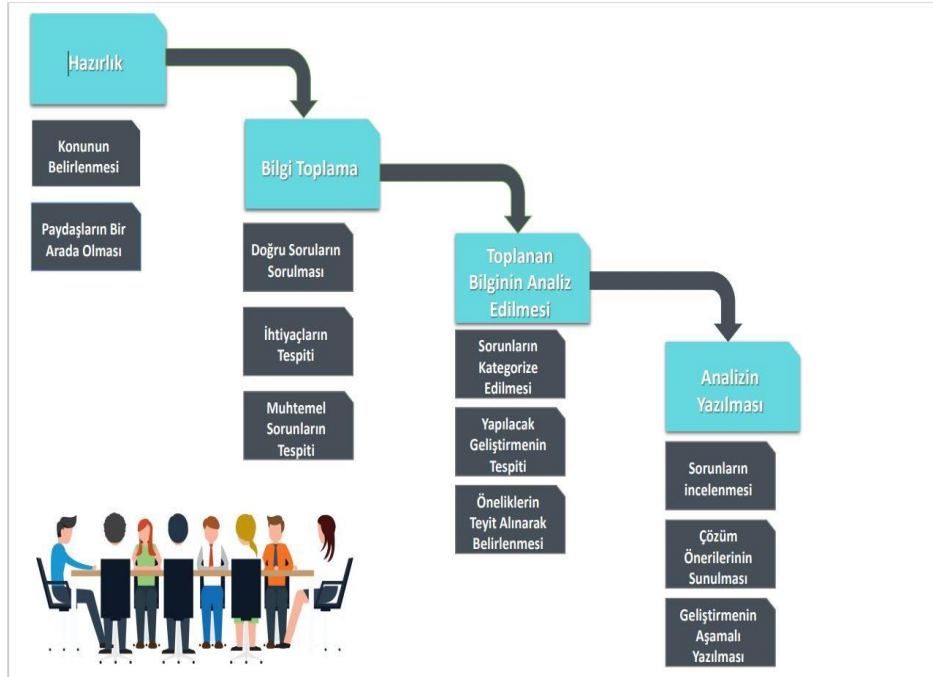 Hazırlık
Konunun
Belirlenmesi
Paydaşların Bir
Arada Olması
Bilgi Toplama
Doğru Soruların
Sorulması
İhtiyaçların
Tespiti
Muhtemel
Sorunların
Tespiti
Toplanan
Bilginin Analiz
Edilmesi
Sorunların
Kategorize
Edilmesi
Yapılacak
Geliştirmenin
Tespiti
Öneliklerin
Teyit Alınarak
Belirlenmesi
Analizin
Yazılması
Sorunların
incelenmesi
Çözüm
Önerilerinin
Sunulması
Geliştirmenin
Aşamalı
Yazılması